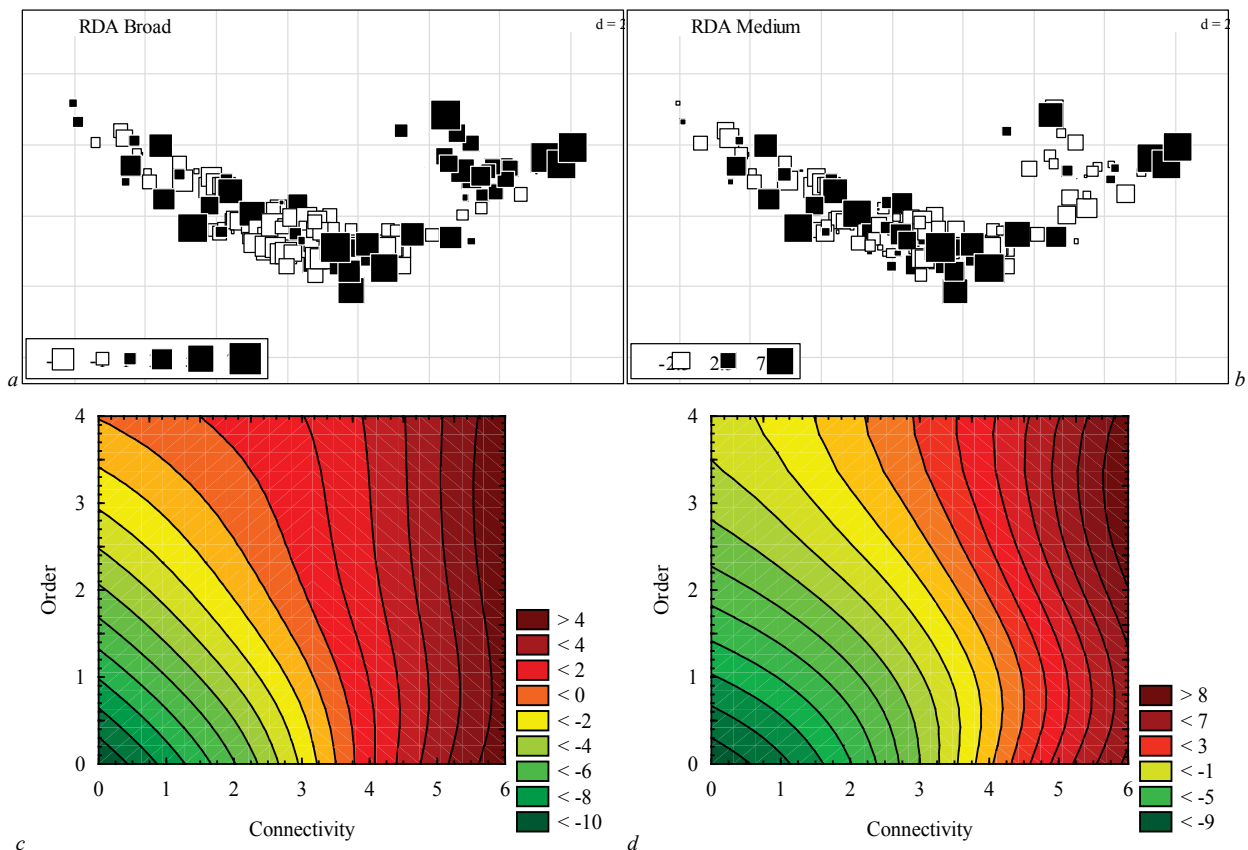 RDA Broad
d = 2
RDA Medium
d = 2
a
b
4
3
2
1
0
Order
0 1 2 3 4 5 6
Connectivity
> 4
< 4
< 2
< 0
< -2
< -4
< -6
< -8
< -10
c
4
3
2
1
0
Order
0 1 2 3 4 5 6
Connectivity
> 8
< 7
< 3
< -1
< -5
< -9
d